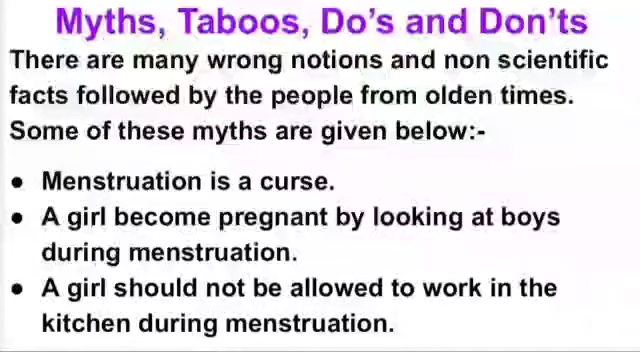 Myths, Taboos, Do's and Don'ts
There are many wrong notions and non scientific
facts followed by the people from olden times.
Some of these myths are given below:-
● Menstruation is a curse.
● A girl become pregnant by looking at boys
during menstruation.
● A girl should not be allowed to work in the
kitchen during menstruation.